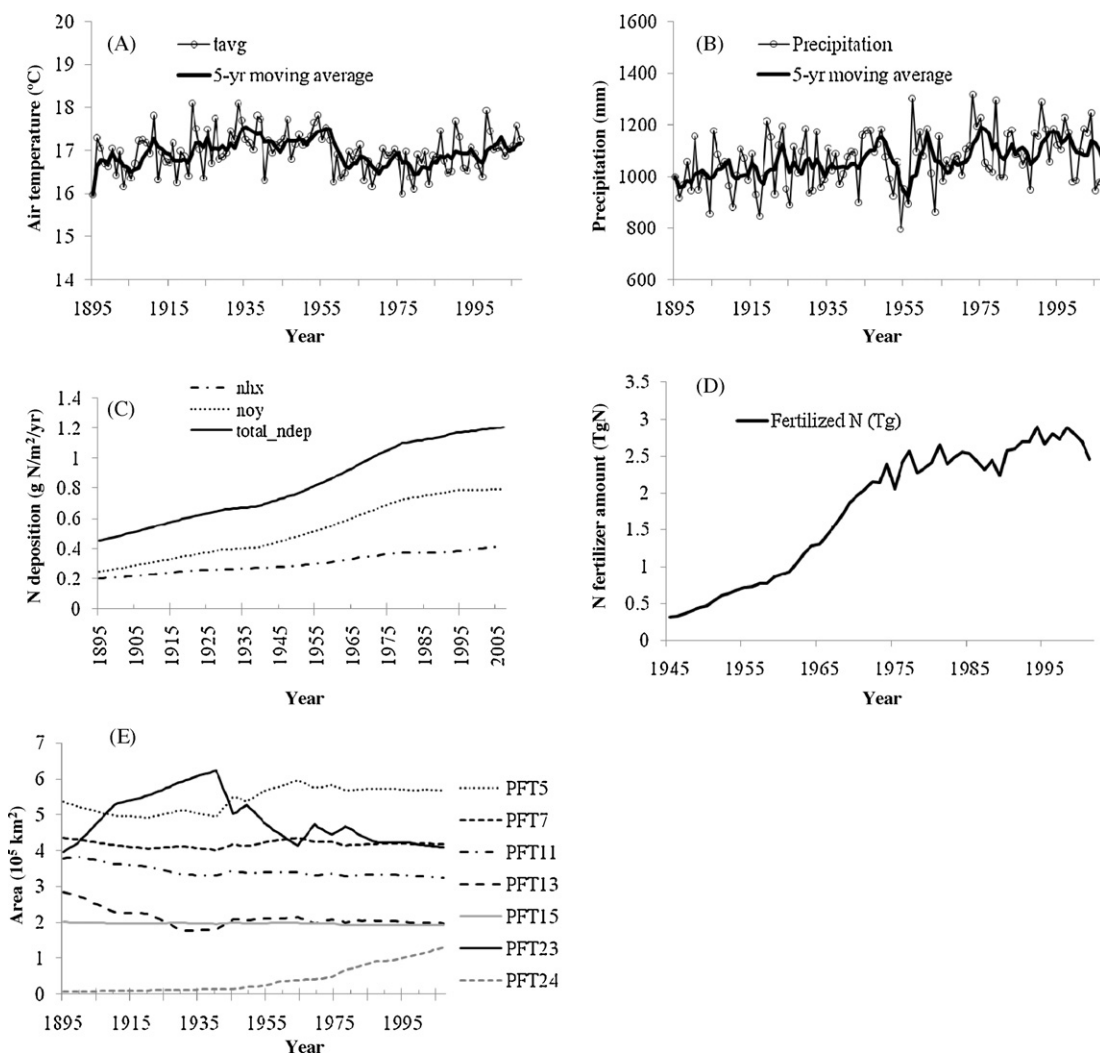 (A)
tavg
5-yr moving average
Air temperature (ºC)
20
19
18
17
16
15
14
1895 1915 1935 1955 1975 1995
Year
(B)
Precipitation
5-yr moving average
Precipitation (mm)
1600
1400
1200
1000
800
600
1895 1915 1935 1955 1975 1995
Year
(C)
nhx
noy
total_ndep
N deposition (g N/m²/yr)
1.4
1.2
1
0.8
0.6
0.4
0.2
0
1895 1905 1915 1925 1935 1945 1955 1965 1975 1985 1995 2005
Year
(D)
Fertilized N (Tg)
N fertilizer amount (TgN)
3.5
3
2.5
2
1.5
1
0.5
0
1945 1955 1965 1975 1985 1995
Year
(E)
Area (10⁵ km²)
7
6
5
4
3
2
1
0
1895 1915 1935 1955 1975 1995
Year
PFT5
PFT7
PFT11
PFT13
PFT15
PFT23
PFT24